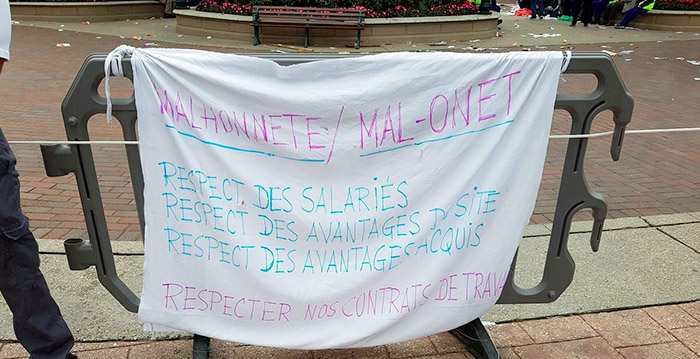 MALHONNETE / MAL-ONET
RESPECT DES SALARIÉS
RESPECT DES AVANTAGES DU SITE
RESPECT DES AVANTAGES ACQUIS
RESPECTER NOS CONTRATS DE TRAVA